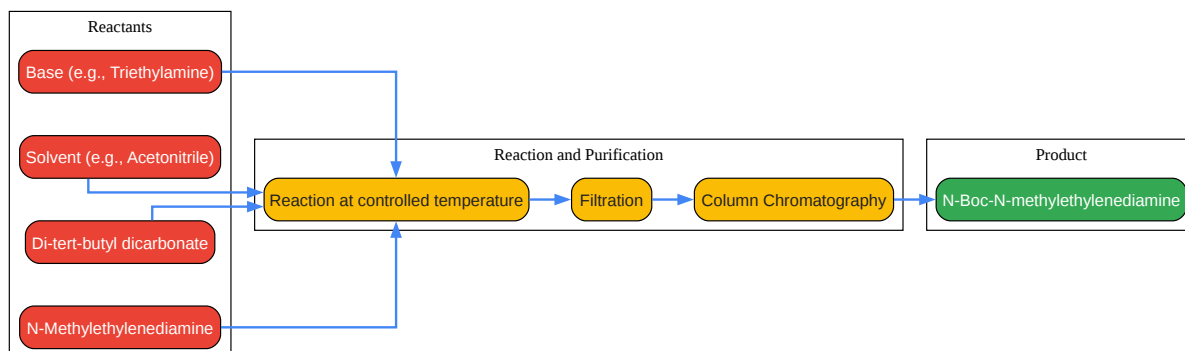 Reactants
Base (e.g., Triethylamine)
Solvent (e.g., Acetonitrile)
Di-tert-butyl dicarbonate
N-Methylethylenediamine
Reaction and Purification
Reaction at controlled temperature
Filtration
Column Chromatography
Product
N-Boc-N-methylethylenediamine